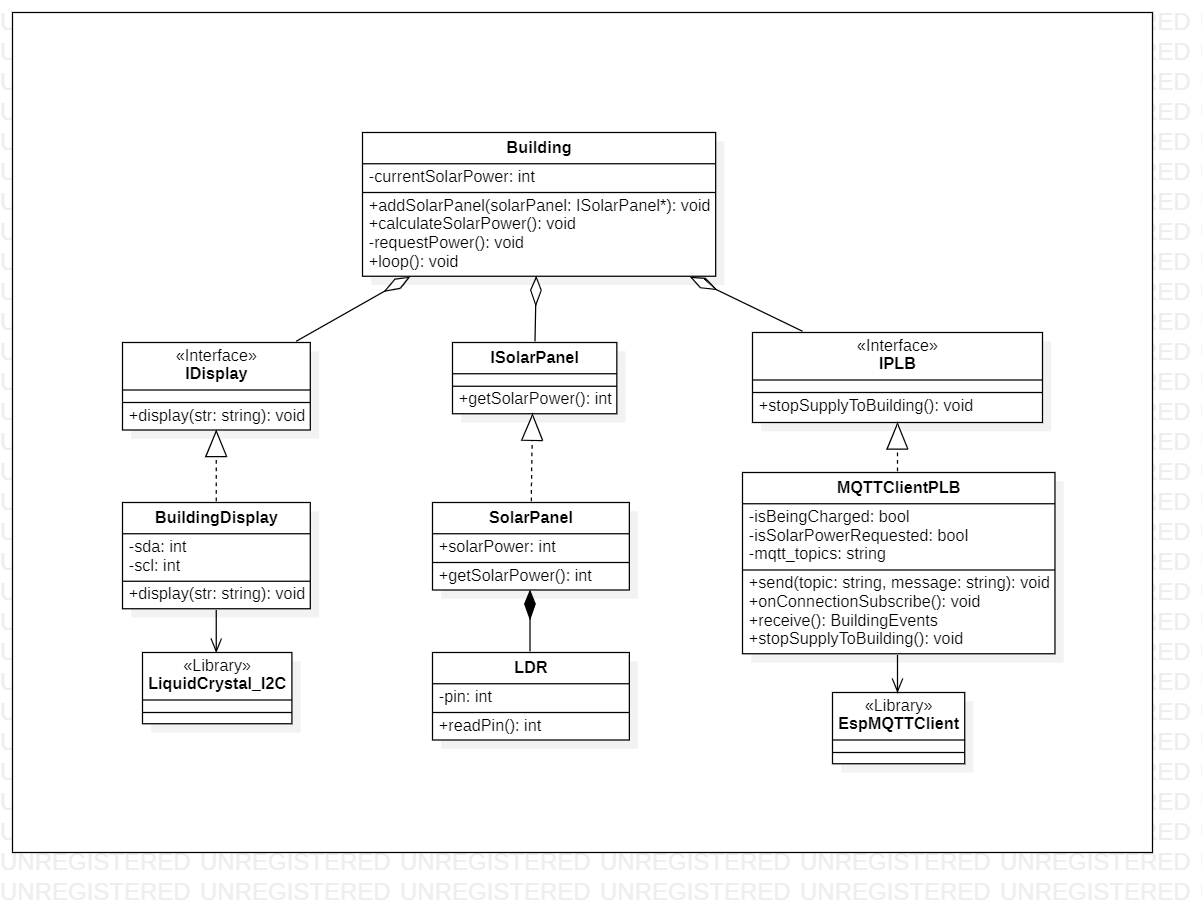 Building
-currentSolarPower: int
+addSolarPanel(solarPanel: ISolarPanel*): void
+calculateSolarPower(): void
-requestPower(): void
+loop(): void
«Interface»
IDisplay
+display(str: string): void
ISolarPanel
+getSolarPower(): int
«Interface»
IPLB
+stopSupplyToBuilding(): void
BuildingDisplay
-sda: int
-scl: int
+display(str: string): void
SolarPanel
+solarPower: int
+getSolarPower(): int
MQTTClientPLB
-isBeingCharged: bool
-isSolarPowerRequested: bool
-mqtt_topics: string
+send(topic: string, message: string): void
+onConnectionSubscribe(): void
+receive(): BuildingEvents
+stopSupplyToBuilding(): void
«Library»
LiquidCrystal_I2C
LDR
-pin: int
+readPin(): int
«Library»
EspMQTTClient
UNREGISTERED UNREGISTERED UNREGISTERED UNREGISTERED UNREGISTERED UNREGISTERED
UNREGISTERED UNREGISTERED UNREGISTERED UNREGISTERED UNREGISTERED UNREGISTERED